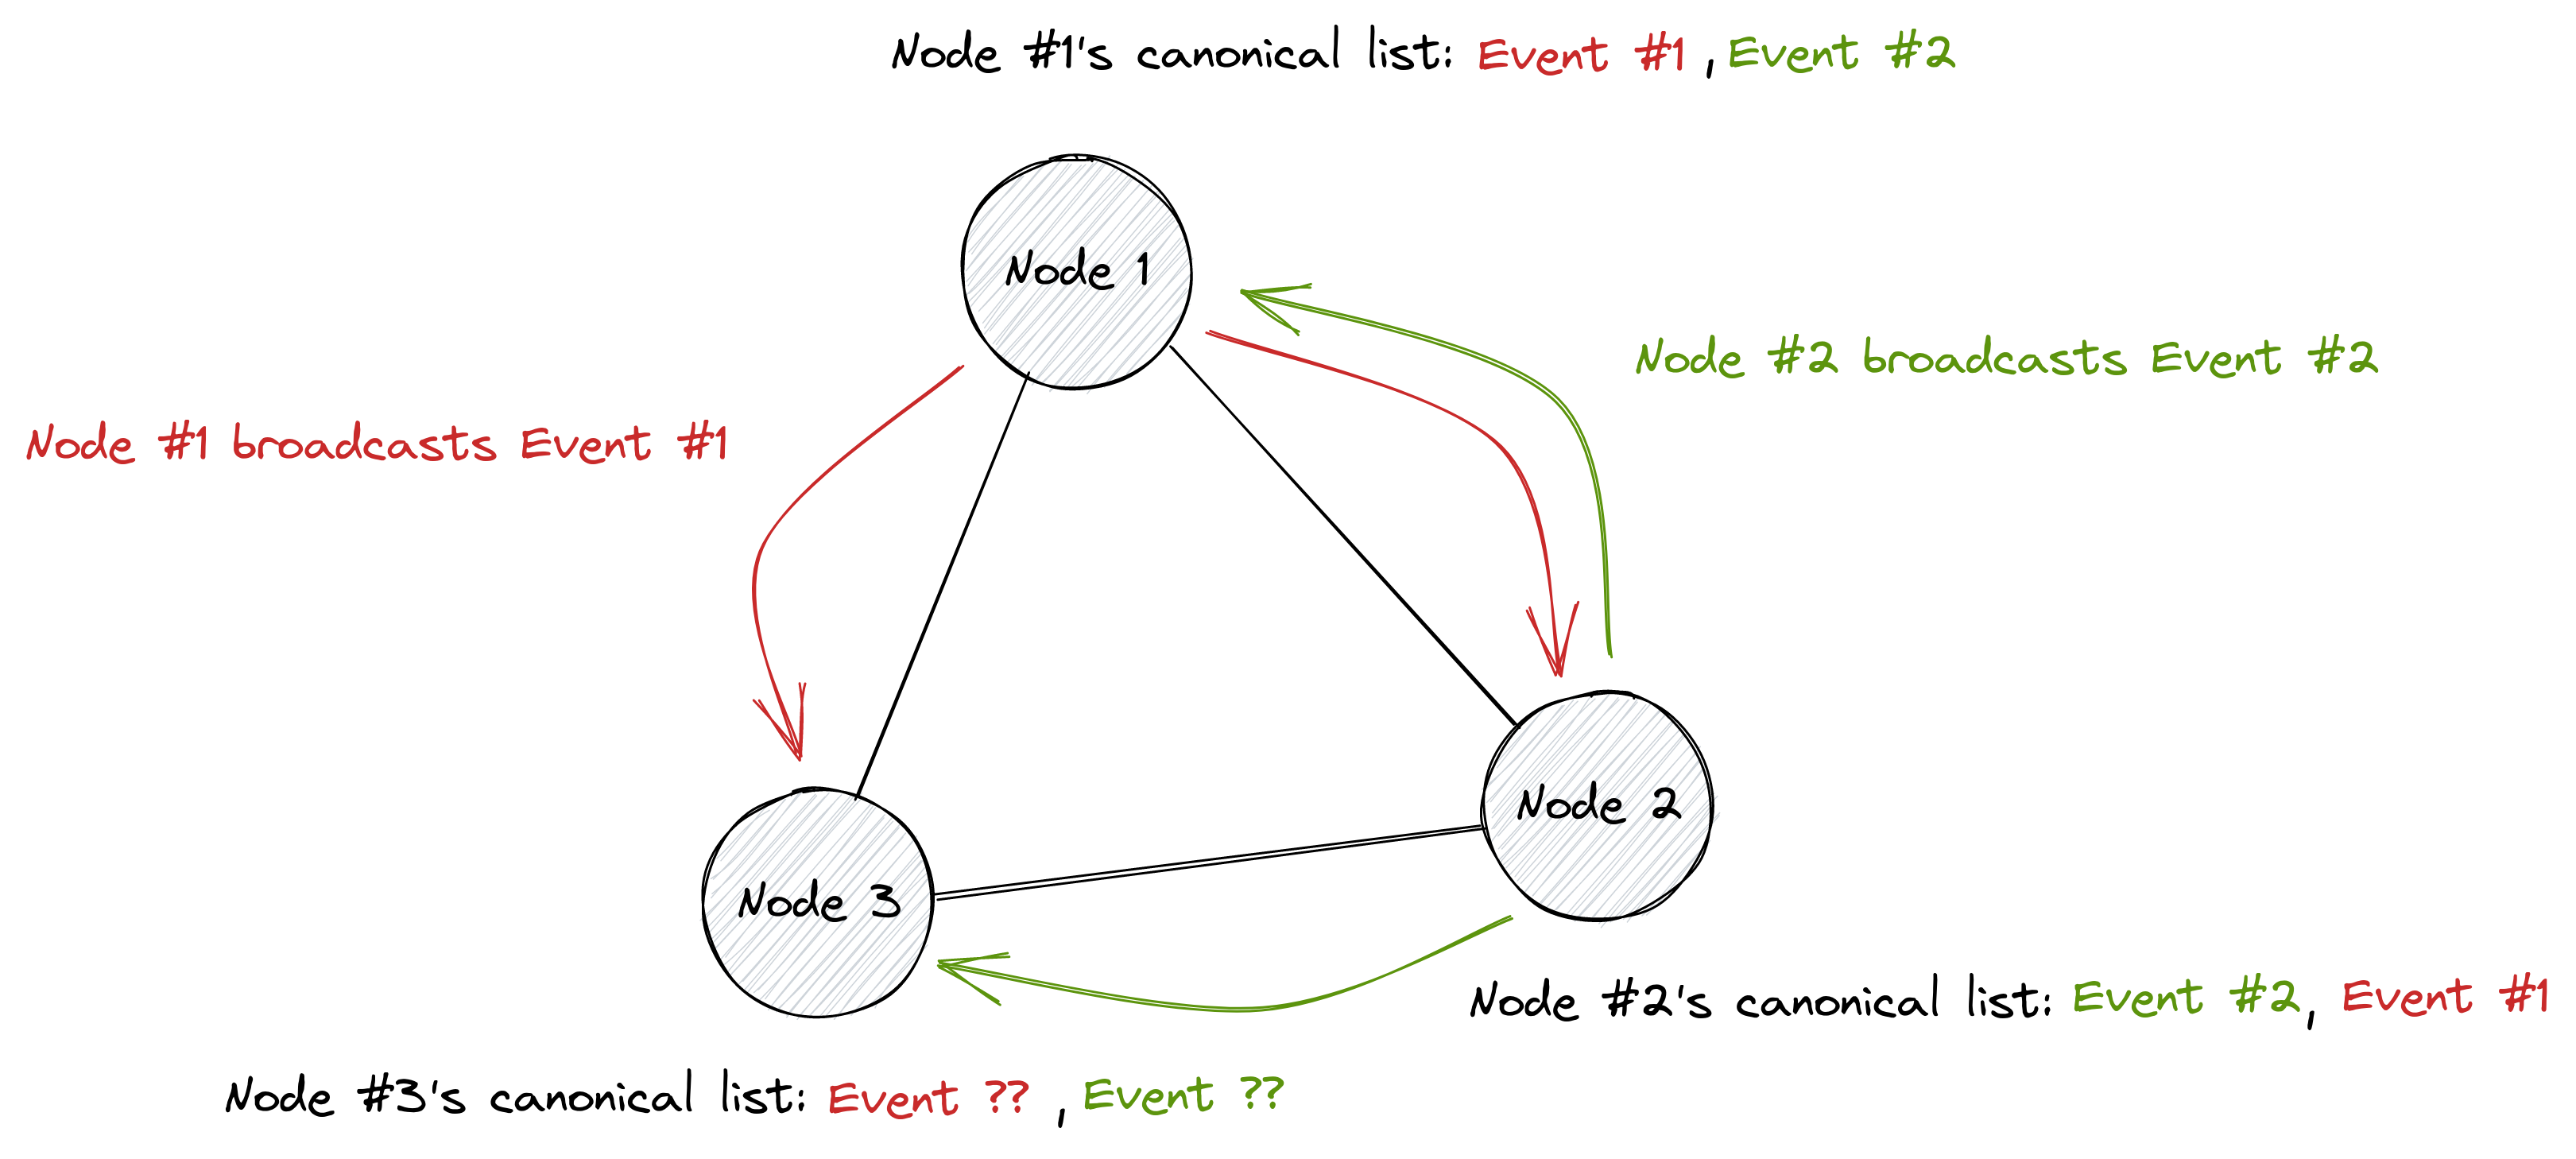 Node #1's canonical list: Event #1 , Event #2
Node 1
Node #2 broadcasts Event #2
Node #1 broadcasts Event #1
Node 2
Node 3
Node #2's canonical list: Event #2, Event #1
Node #3's canonical list: Event ?? , Event ??